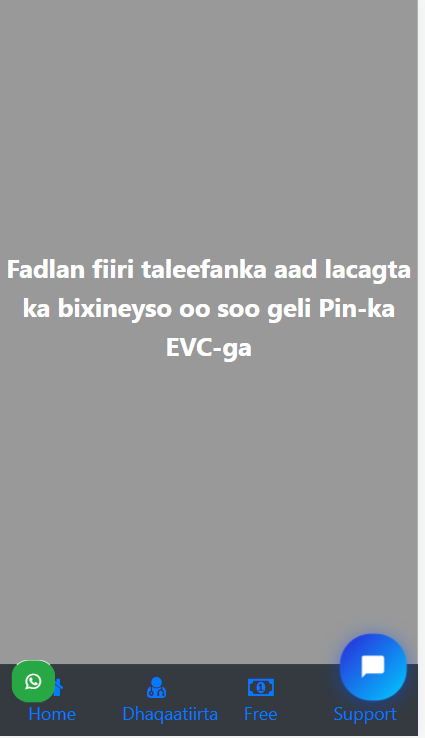 Fadlan fiiri taleefanka aad lacagta
ka bixineyso oo soo geli Pin-ka
EVC-ga
Home Dhaqaatiirta Free Support